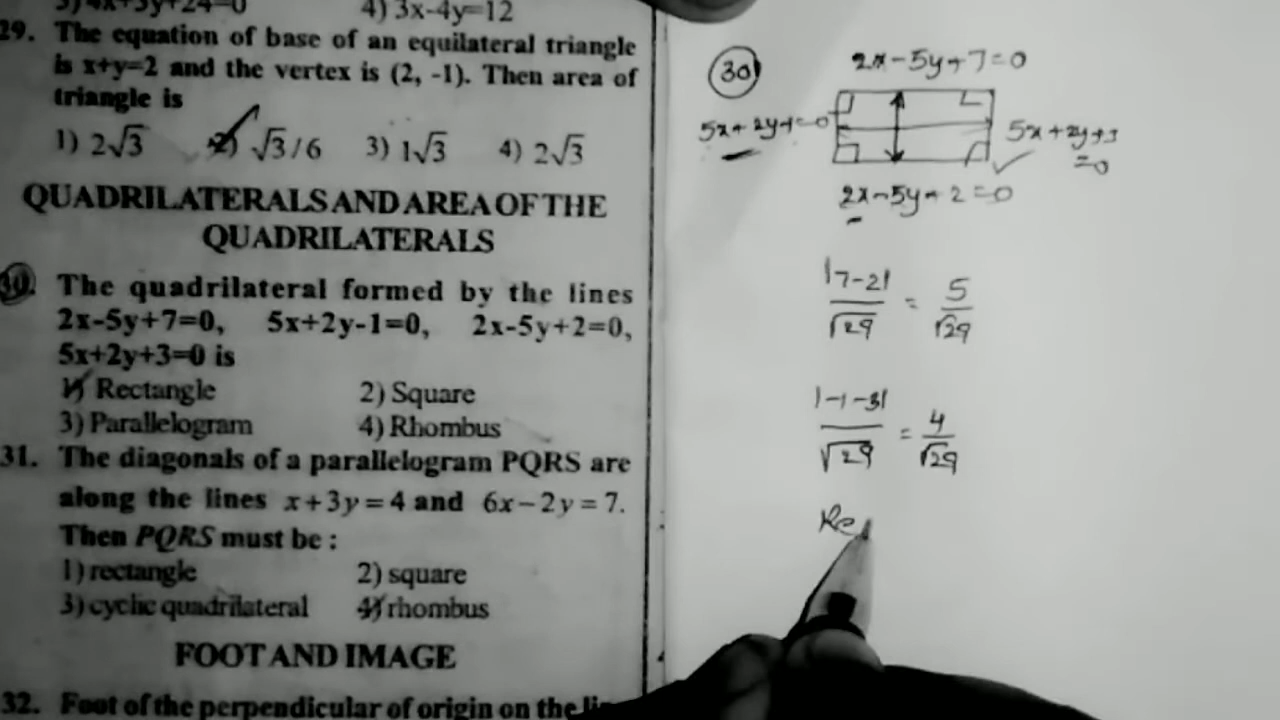 3) 4x+3y+24=0 4) 3x-4y=12
29. The equation of base of an equilateral triangle
is x+y=2 and the vertex is (2, -1). Then area of
triangle is
1) 2√3 2) √3/6 3) 1√3 4) 2√3
QUADRILATERALS AND AREA OF THE
QUADRILATERALS
30. The quadrilateral formed by the lines
2x-5y+7=0, 5x+2y-1=0, 2x-5y+2=0,
5x+2y+3=0 is
1) Rectangle 2) Square
3) Parallelogram 4) Rhombus
31. The diagonals of a parallelogram PQRS are
along the lines x+3y=4 and 6x-2y=7.
Then PQRS must be :
1) rectangle 2) square
3) cyclic quadrilateral 4) rhombus
FOOT AND IMAGE
32. Foot of the perpendicular of origin on the
30
2x-5y+7=0
5x+2y-1=0
5x+2y+3
=0
2x-5y+2=0
|7-2|/√29 = 5/√29
|-1-3|/√29 = 4/√29
Re